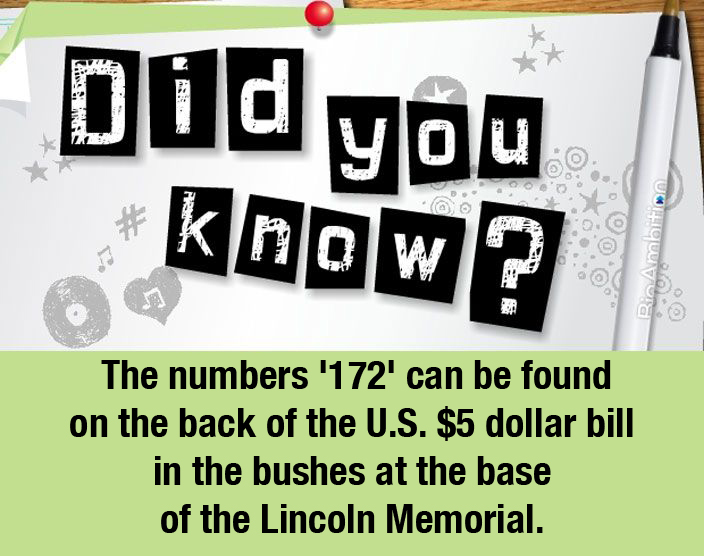 Did you
know?
BioAmbition
The numbers '172' can be found
on the back of the U.S. $5 dollar bill
in the bushes at the base
of the Lincoln Memorial.